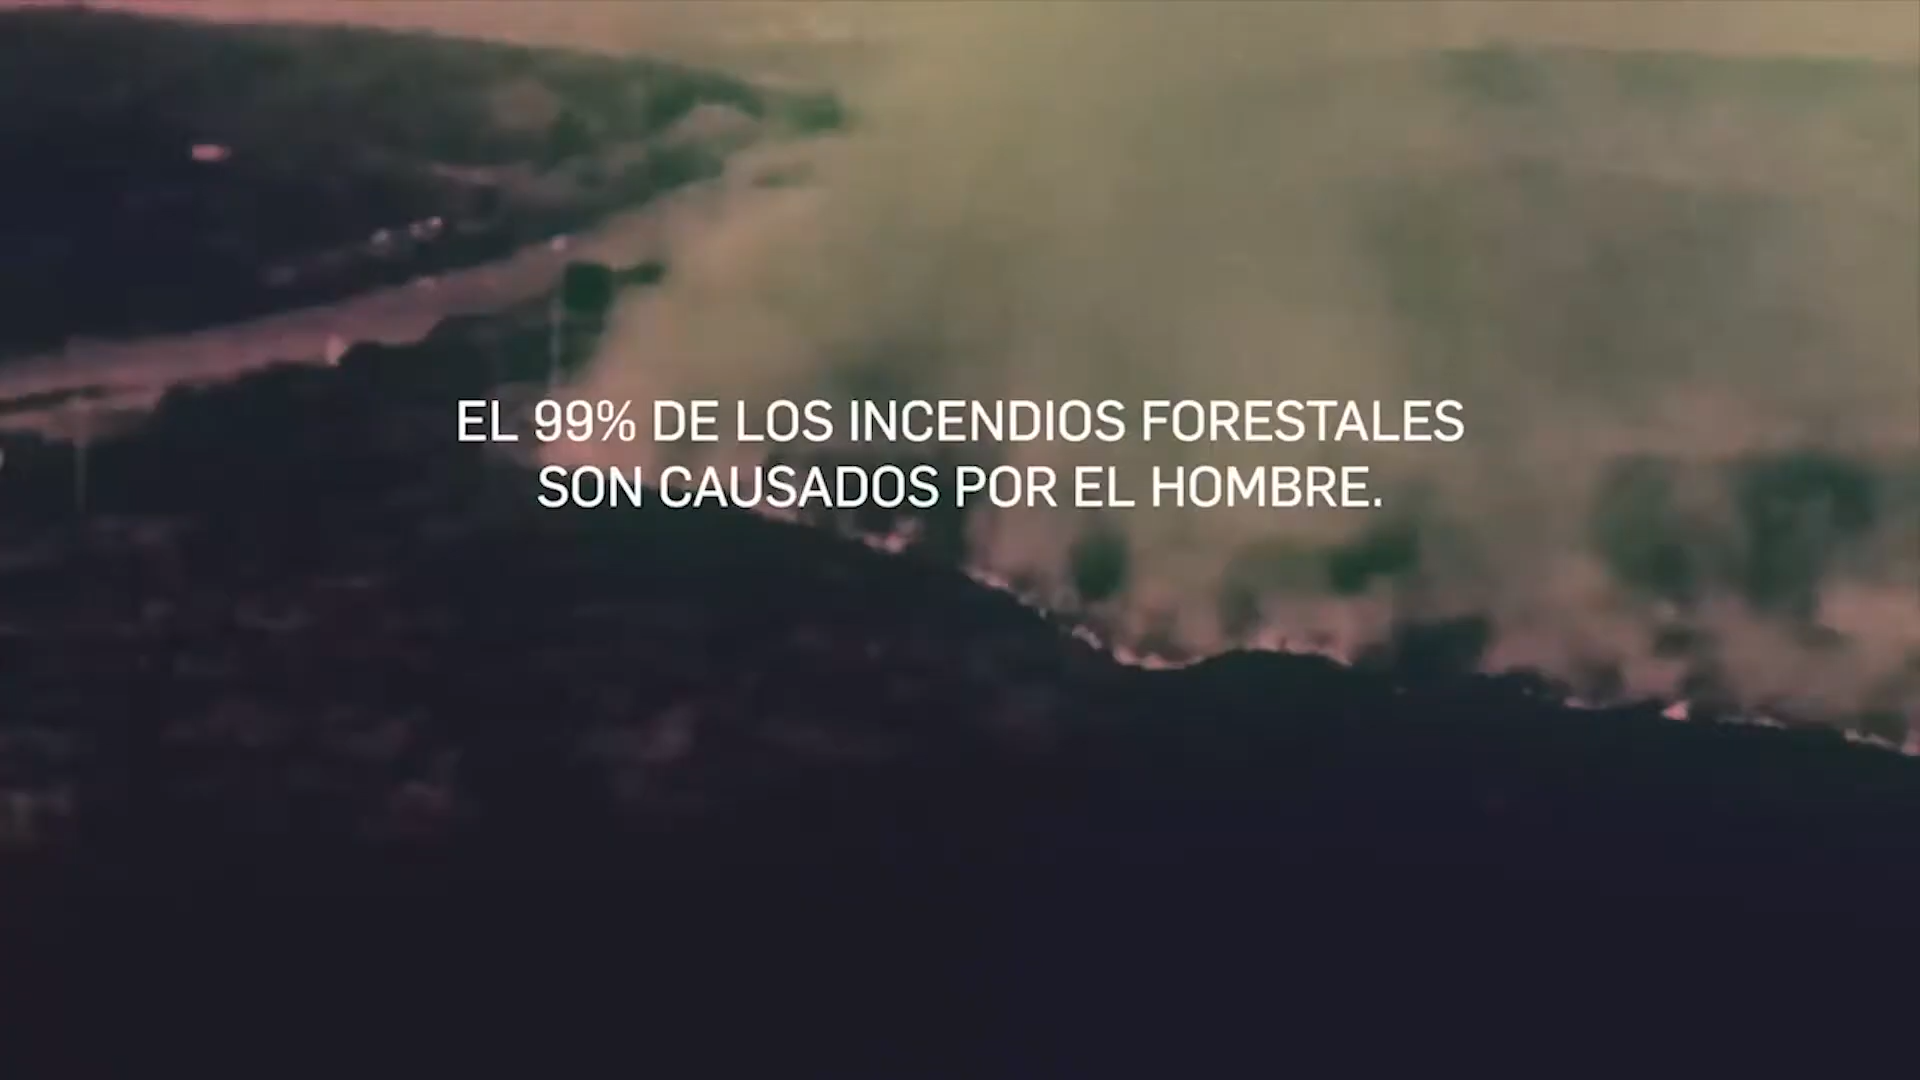 EL 99% DE LOS INCENDIOS FORESTALES
SON CAUSADOS POR EL HOMBRE.